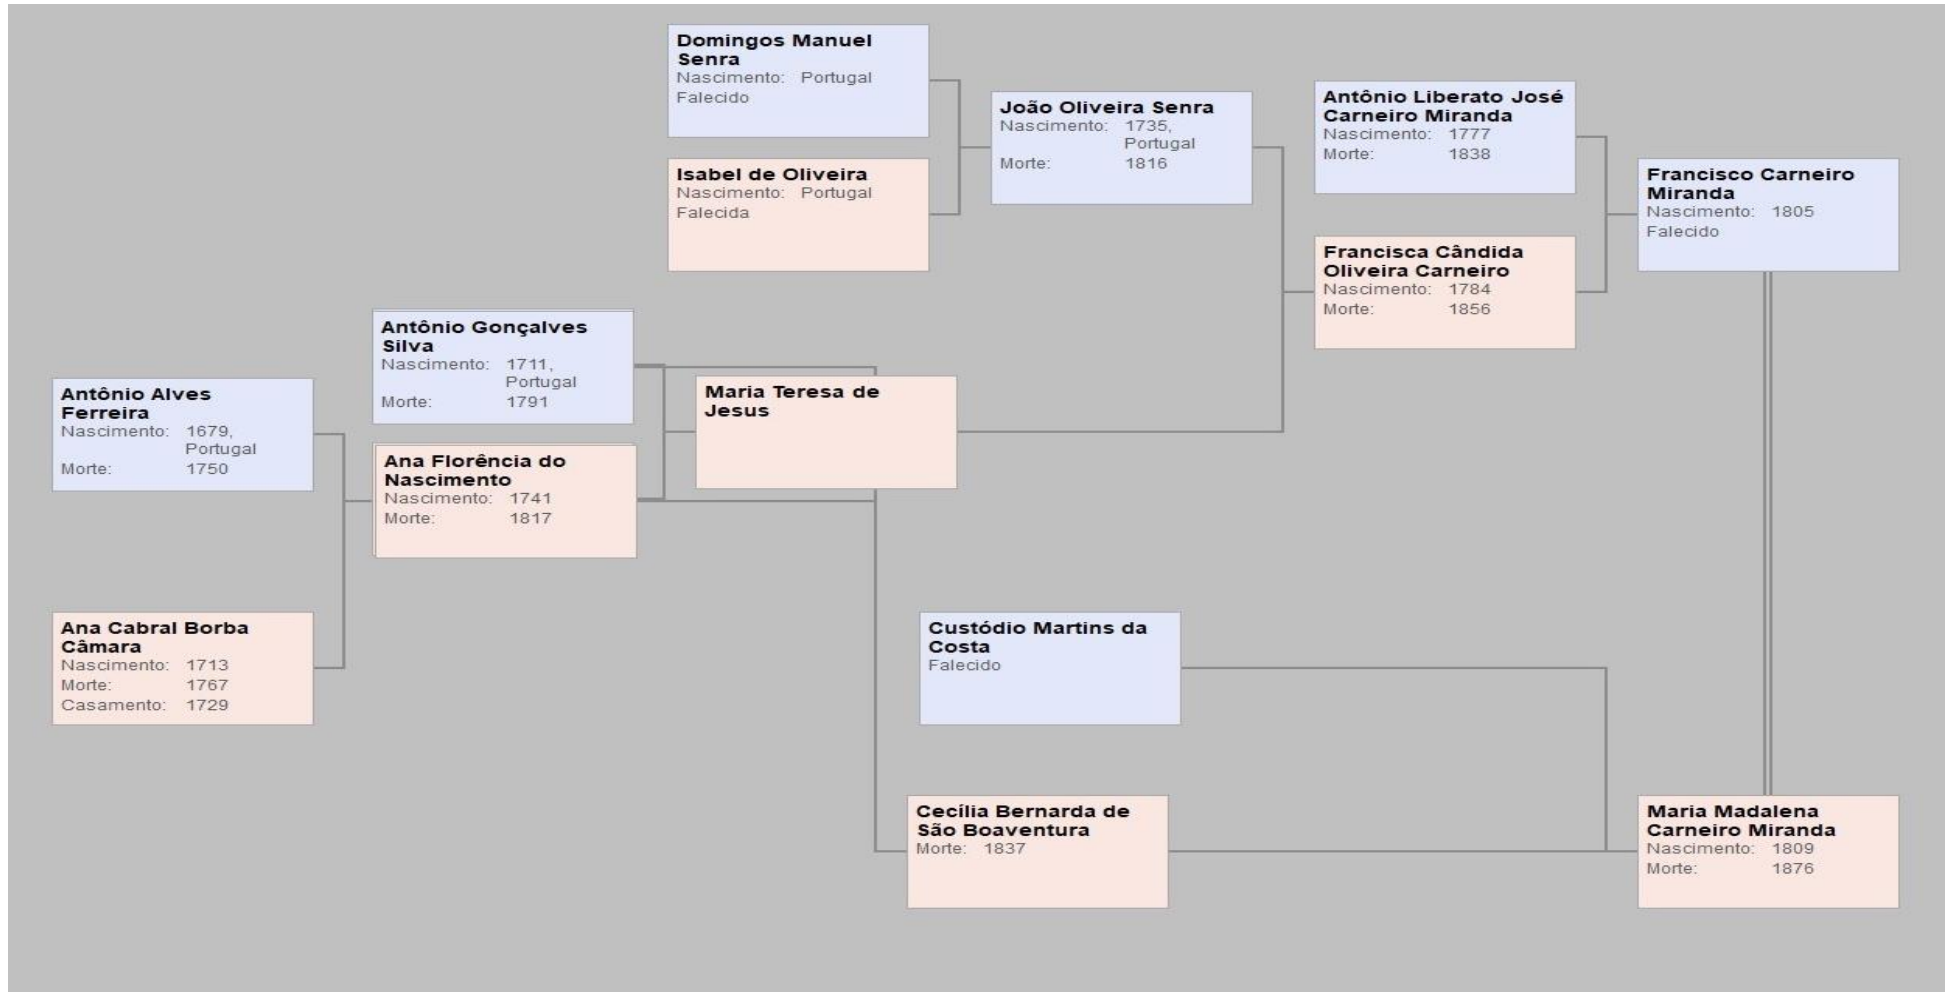 Domingos Manuel
Senra
Nascimento: Portugal
Falecido
Isabel de Oliveira
Nascimento: Portugal
Falecida
João Oliveira Senra
Nascimento: 1735,
Portugal
Morte: 1816
Antônio Liberato José
Carneiro Miranda
Nascimento: 1777
Morte: 1838
Francisca Cândida
Oliveira Carneiro
Nascimento: 1784
Morte: 1856
Francisco Carneiro
Miranda
Nascimento: 1805
Falecido
Antônio Gonçalves
Silva
Nascimento: 1711,
Portugal
Morte: 1791
Antônio Alves
Ferreira
Nascimento: 1679,
Portugal
Morte: 1750
Ana Florência do
Nascimento
Nascimento: 1741
Morte: 1817
Maria Teresa de
Jesus
Ana Cabral Borba
Câmara
Nascimento: 1713
Morte: 1767
Casamento: 1729
Custódio Martins da
Costa
Falecido
Cecília Bernarda de
São Boaventura
Morte: 1837
Maria Madalena
Carneiro Miranda
Nascimento: 1809
Morte: 1876